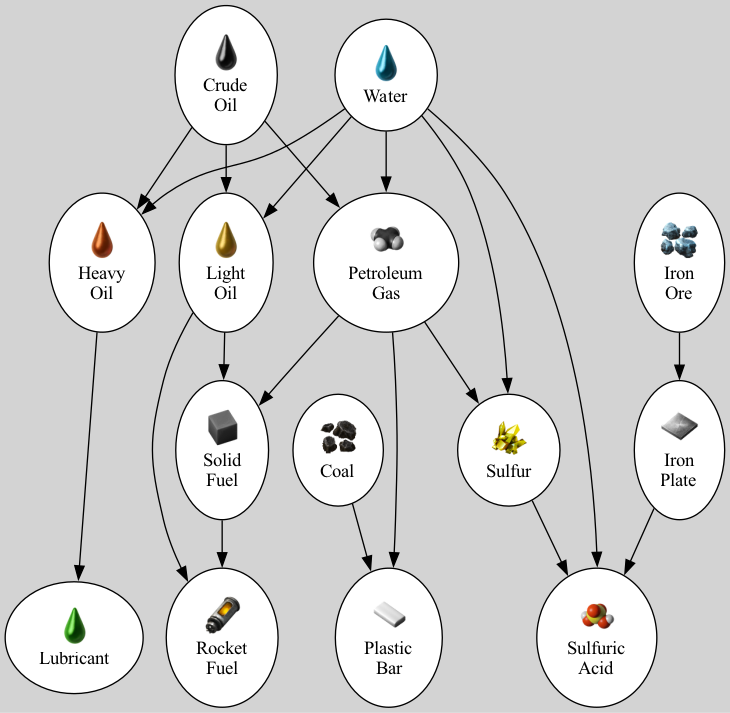 Crude
Oil
Water
Heavy
Oil
Light
Oil
Petroleum
Gas
Iron
Ore
Solid
Fuel
Coal
Sulfur
Iron
Plate
Lubricant
Rocket
Fuel
Plastic
Bar
Sulfuric
Acid